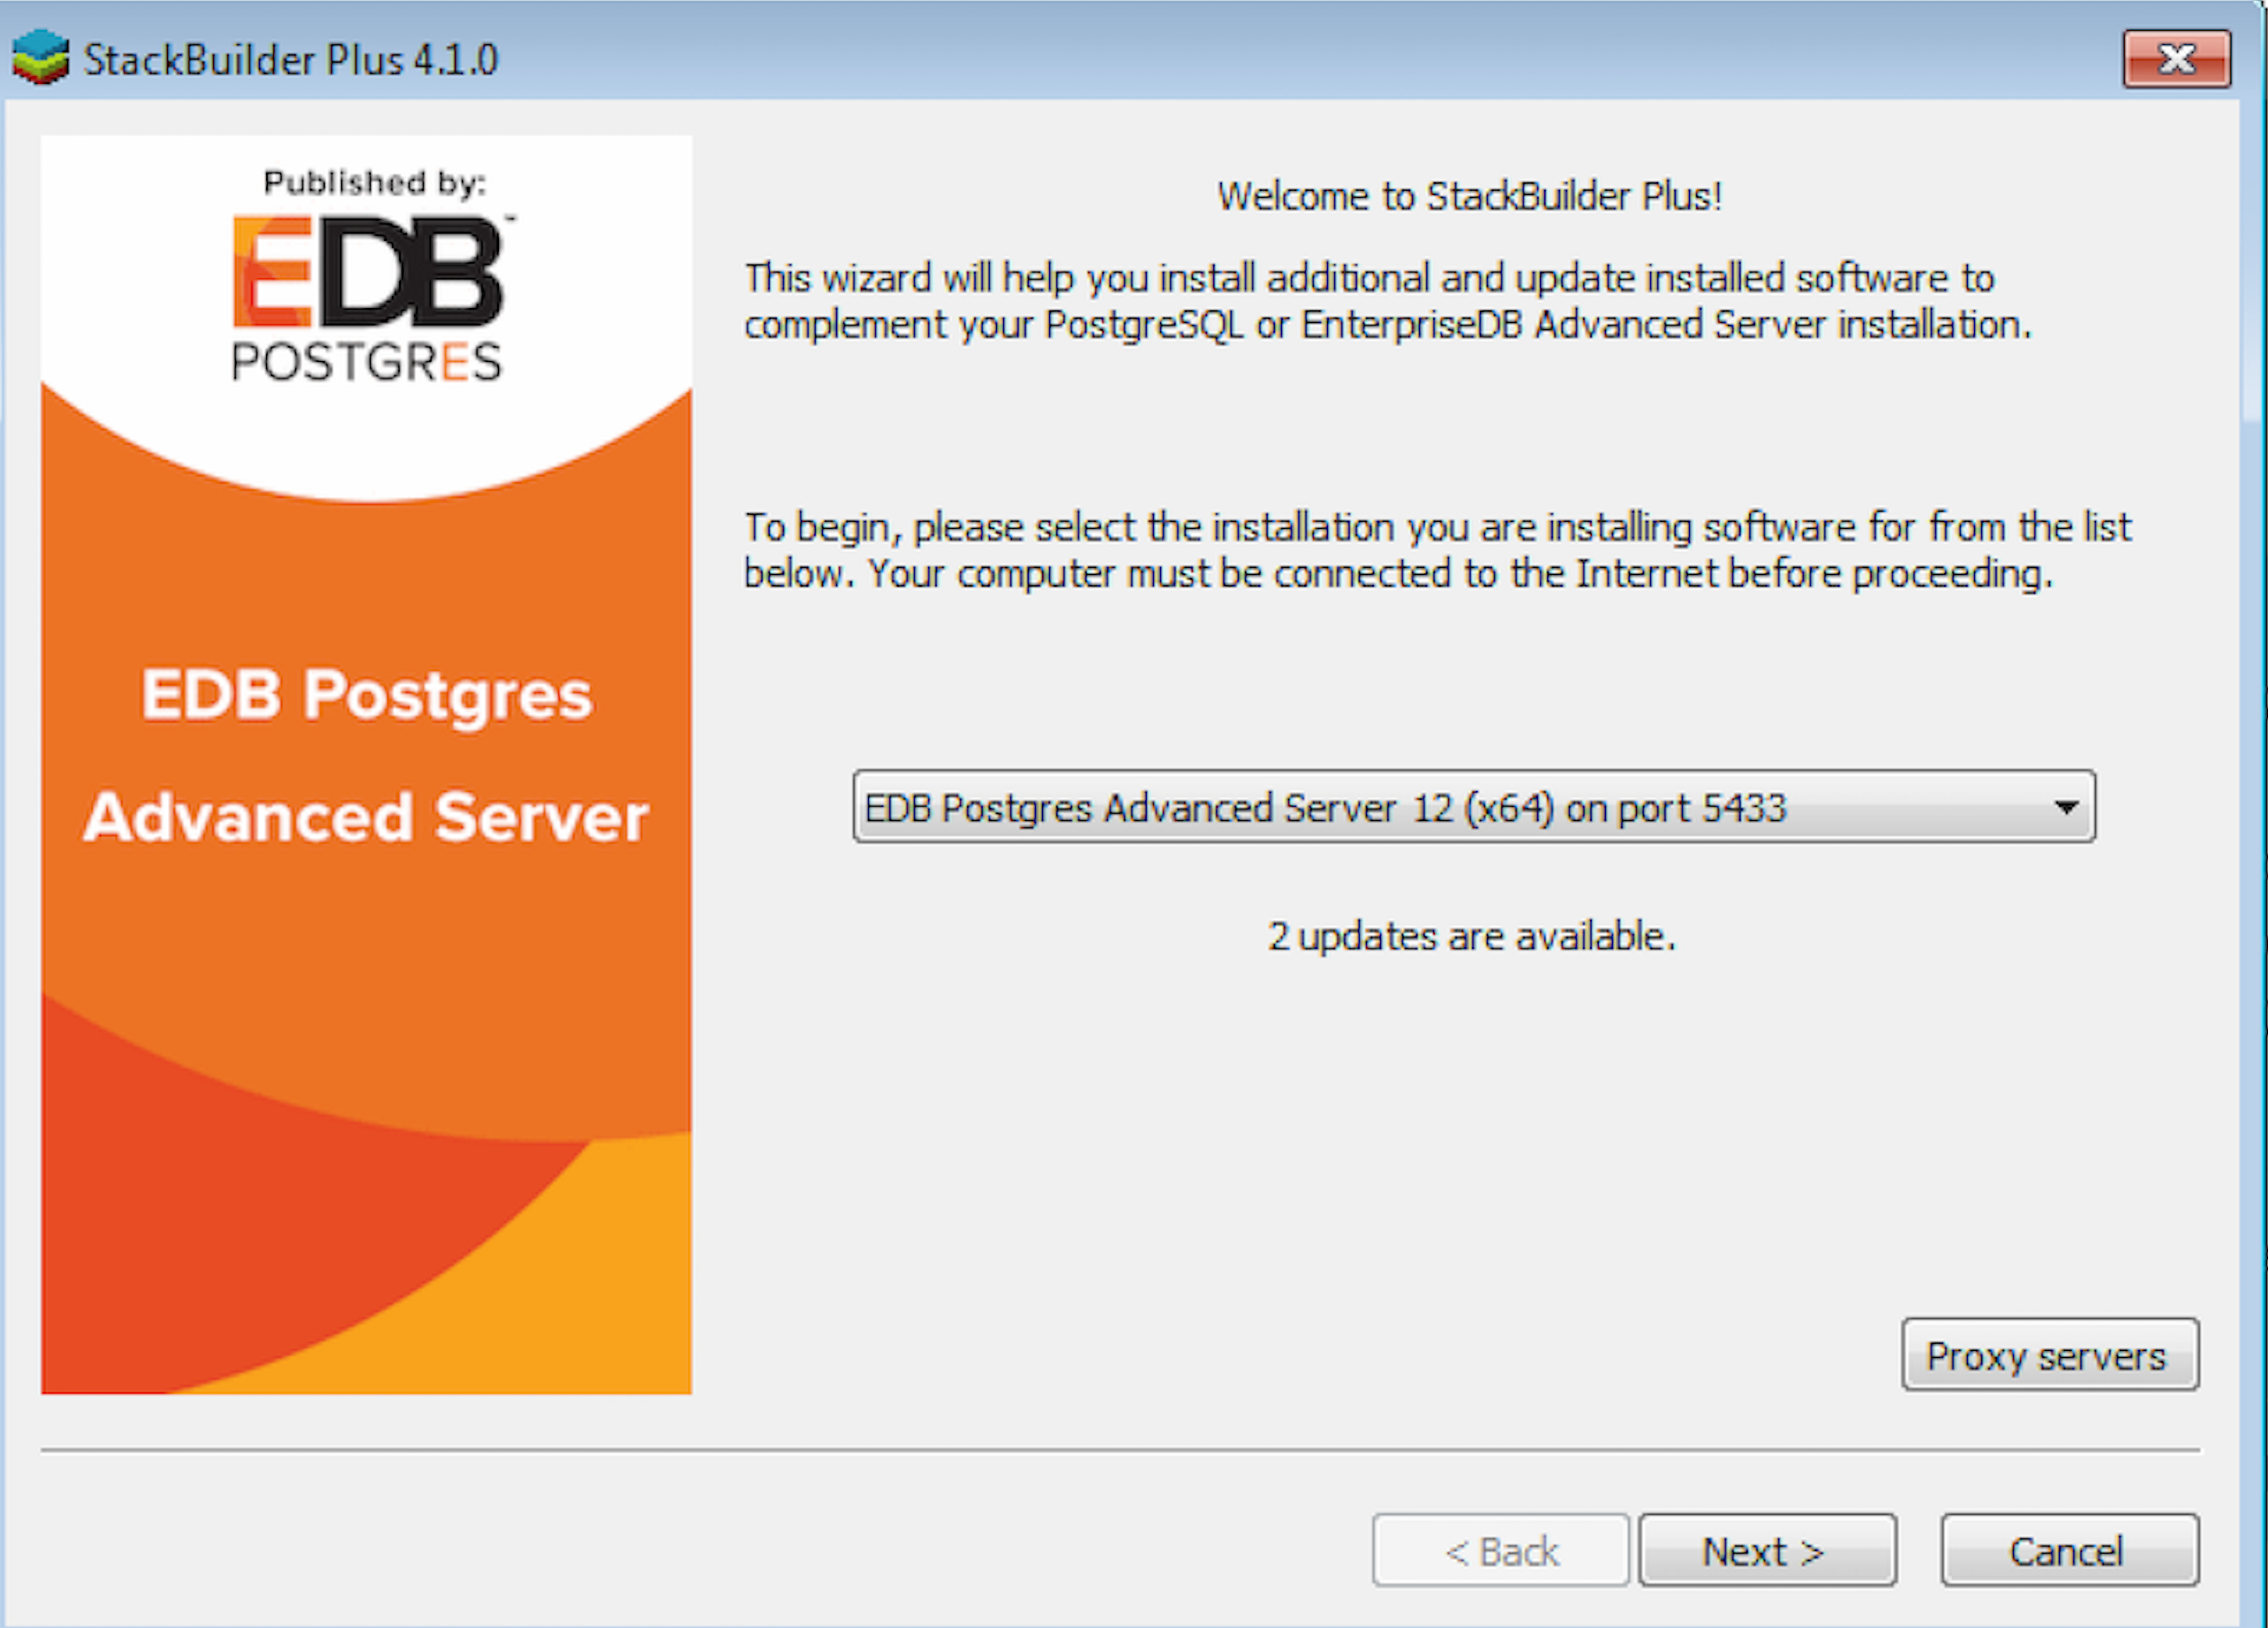 StackBuilder Plus 4.1.0
Published by:
EDB™
POSTGRES
EDB Postgres
Advanced Server
Welcome to StackBuilder Plus!
This wizard will help you install additional and update installed software to
complement your PostgreSQL or EnterpriseDB Advanced Server installation.
To begin, please select the installation you are installing software for from the list
below. Your computer must be connected to the Internet before proceeding.
EDB Postgres Advanced Server 12 (x64) on port 5433
2 updates are available.
Proxy servers
< Back
Next >
Cancel